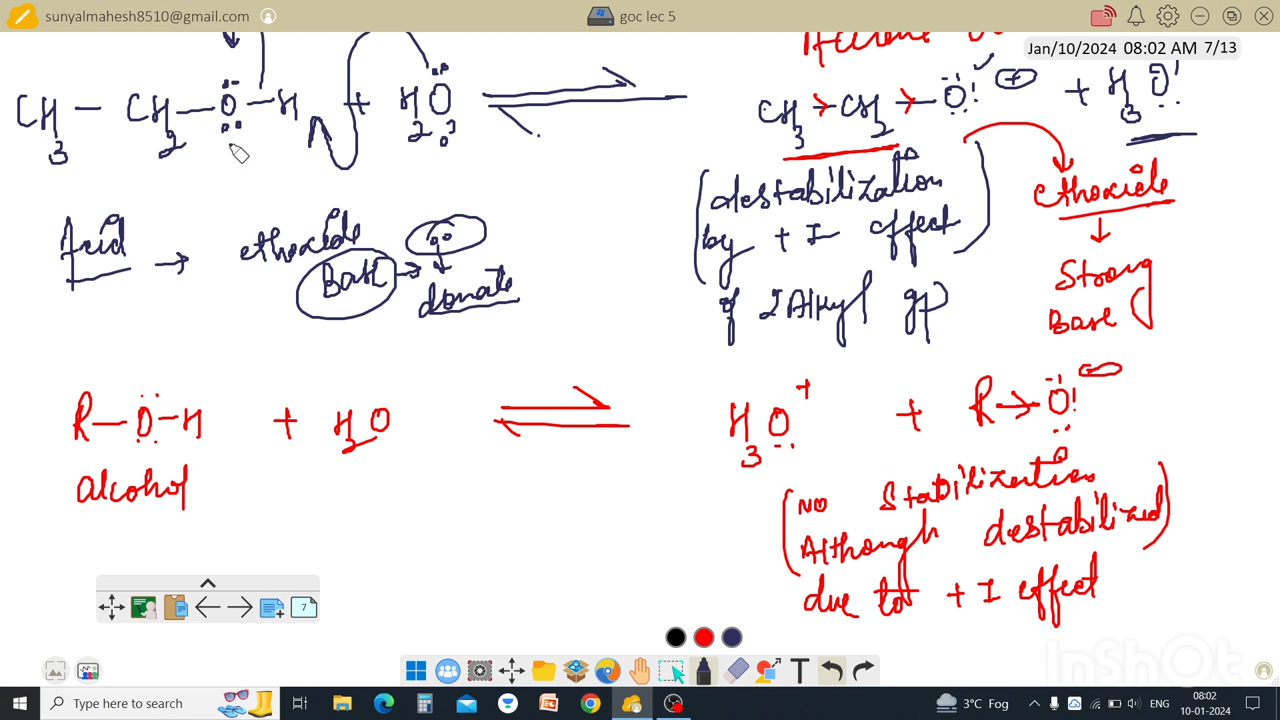 sunyalmahesh8510@gmail.com
goc lec 5
Jan/10/2024 08:02 AM 7/13
CH3 — CH2 — O — H + H2O ⇌ CH3 CH2 O + H3O
(destabilization
by + I effect
of Alkyl gp
ethoxide
↓
Strong
Base
Acid → ethoxide
Base →
donate
R — O — H + H2O ⇌ H3O+ + R → O
alcohol
(NO Stabilization
Although destabilized)
due to + I effect
7
InShOt
Type here to search
3°C Fog
ENG
08:02
10-01-2024